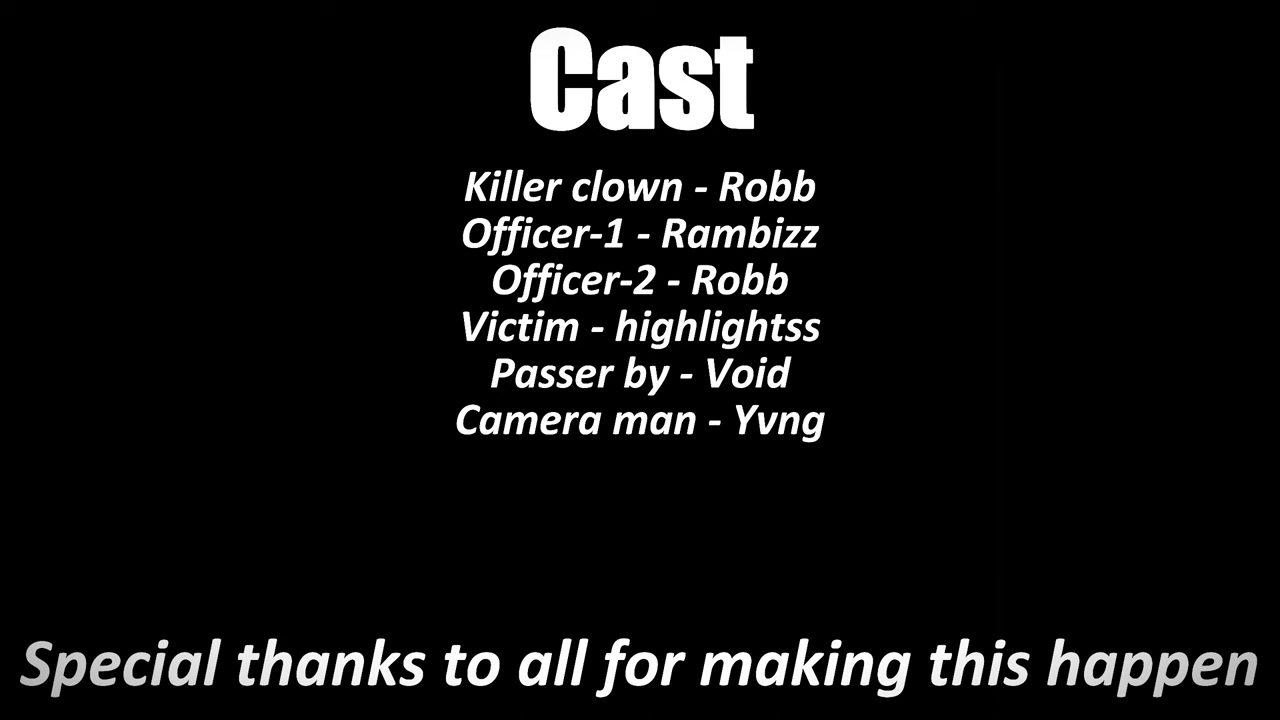 Cast
Killer clown - Robb
Officer-1 - Rambizz
Officer-2 - Robb
Victim - highlightss
Passer by - Void
Camera man - Yvng
Special thanks to all for making this happen